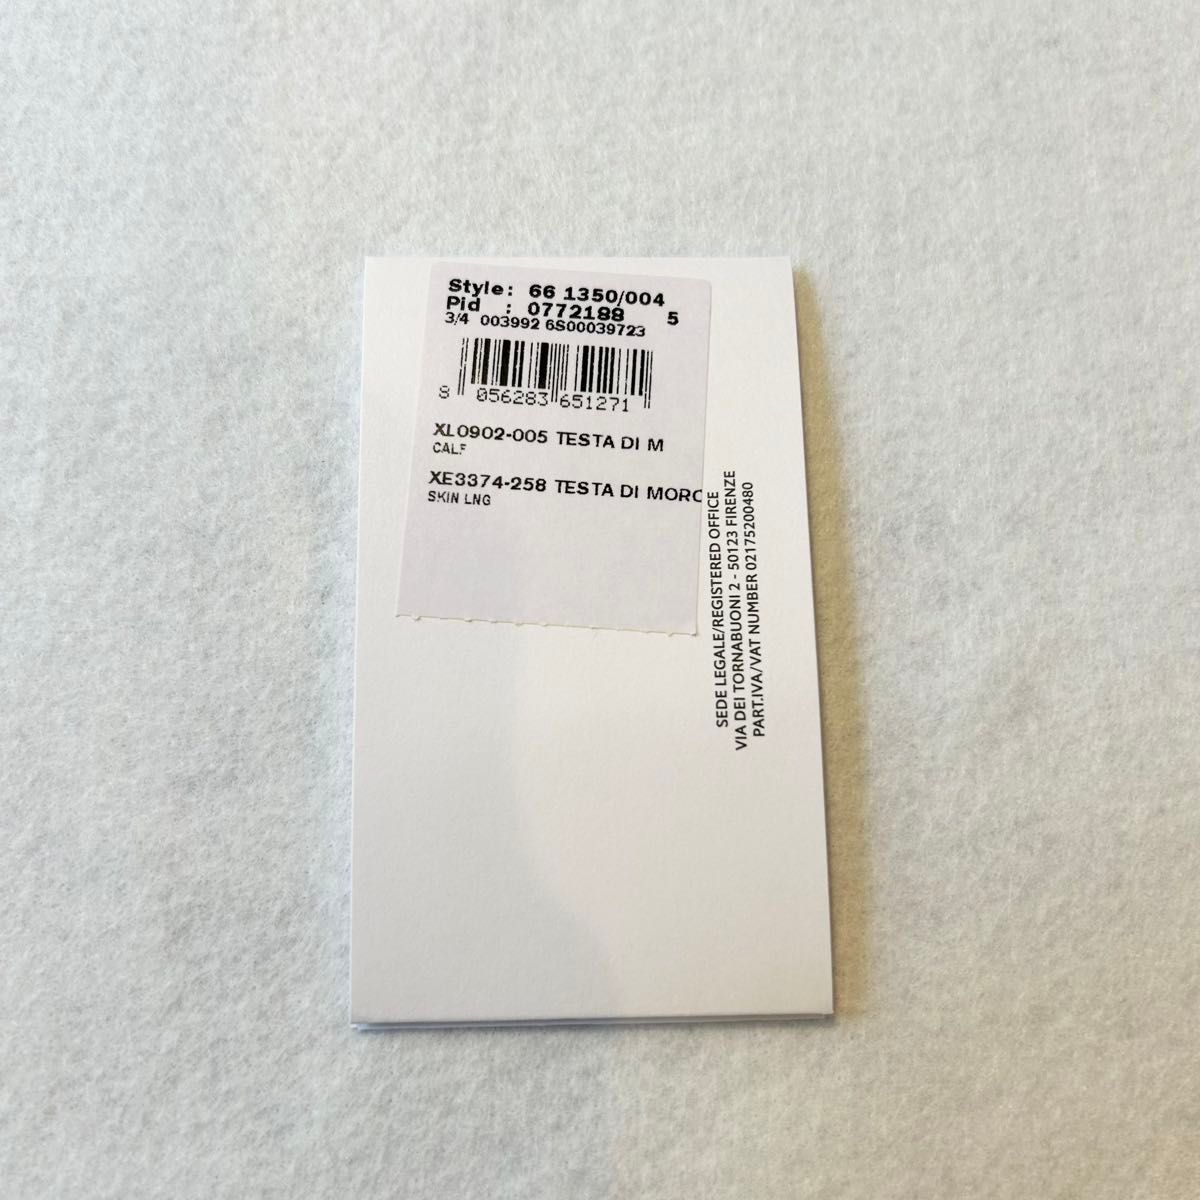 Style: 66 1350/004
Pid : 0772188 5
3/4 003992 6S00039723
8 056283 651271
XL0902-005 TESTA DI M
CALF
XE3374-258 TESTA DI MORO
SKIN LNG
SEDE LEGALE/REGISTERED OFFICE
VIA DEI TORNABUONI 2 - 50123 FIRENZE
PART.IVA/VAT NUMBER 02175200480